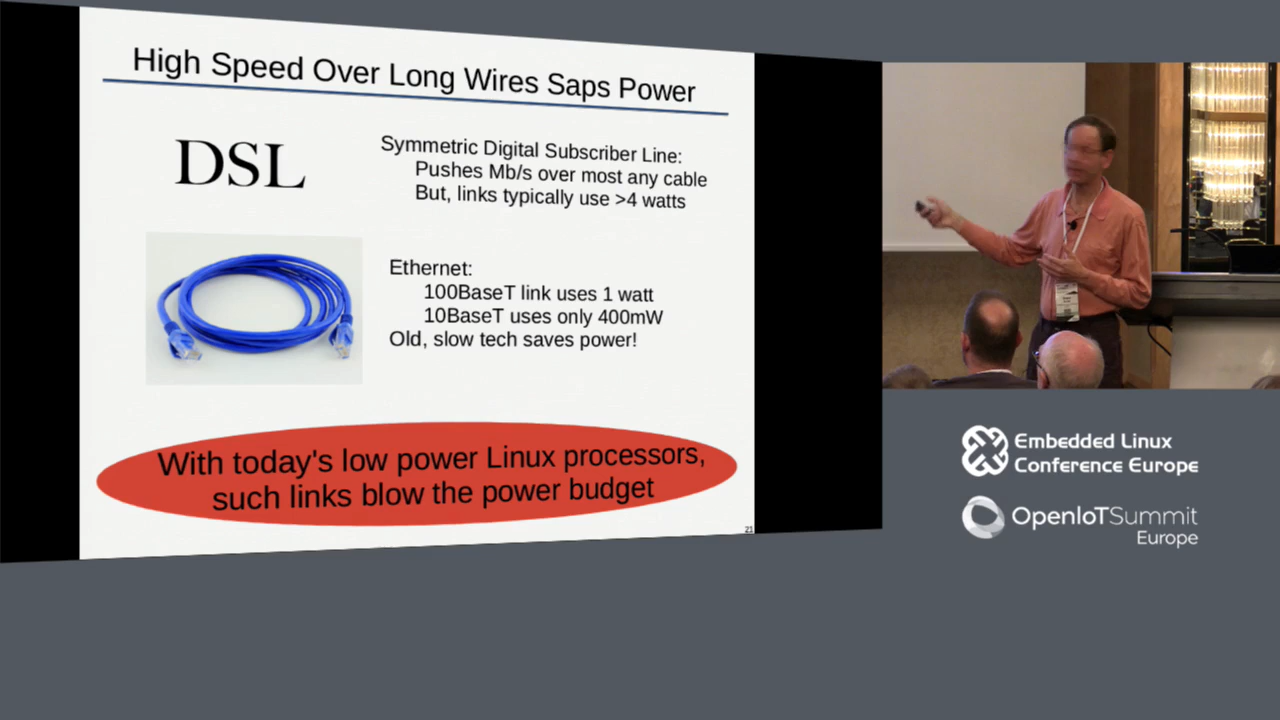 High Speed Over Long Wires Saps Power
DSL
Symmetric Digital Subscriber Line:
Pushes Mb/s over most any cable
But, links typically use >4 watts
Ethernet:
100BaseT link uses 1 watt
10BaseT uses only 400mW
Old, slow tech saves power!
With today's low power Linux processors,
such links blow the power budget
21
Embedded Linux
Conference Europe
OpenIoTSummit
Europe